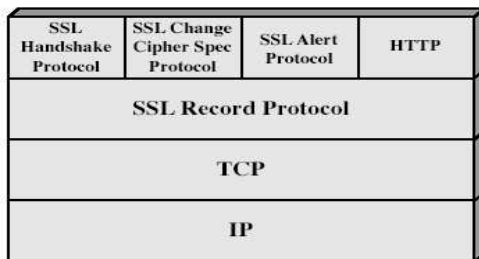 SSL
Handshake
Protocol
SSL Change
Cipher Spec
Protocol
SSL Alert
Protocol
HTTP
SSL Record Protocol
TCP
IP